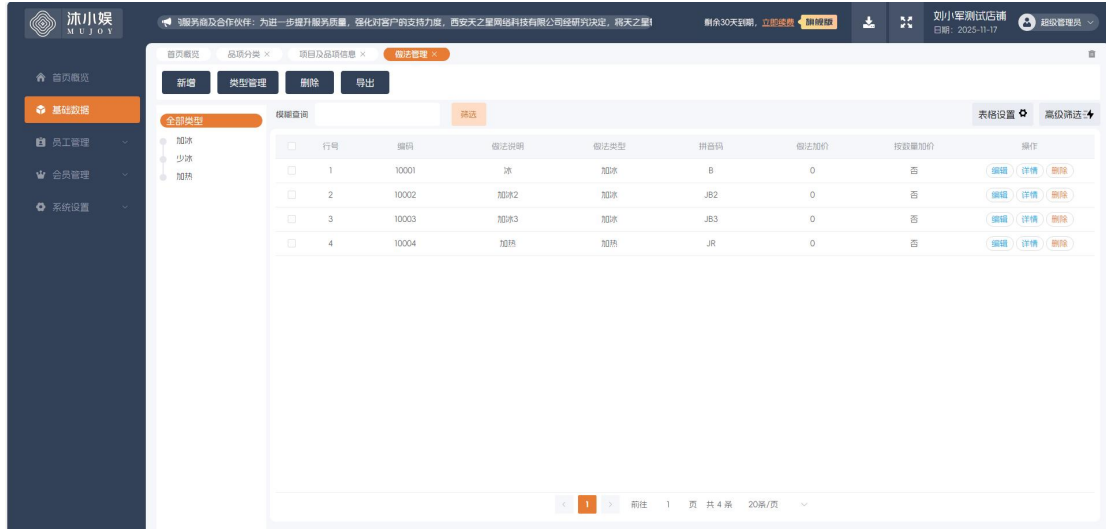 沐小娱
MUJOY
引服务商及合作伙伴：为进一步提升服务质量，强化对客户的支持力度，西安天之星网络科技有限公司经研究决定，将天之星
剩余30天到期，立即续费 旗舰版
刘小军测试店铺
日期：2025-11-17
超级管理员
首页概览
基础数据
员工管理
会员管理
系统设置
首页概览 品项分类 × 项目及品项信息 × 做法管理 ×
新增 类型管理 删除 导出
全部类型
加冰
少冰
加热
模糊查询 筛选 表格设置 高级筛选
行号 编码 做法说明 做法类型 拼音码 做法加价 按数量加价 操作
1 10001 冰 加冰 B 0 否 编辑 详情 删除
2 10002 加冰2 加冰 JB2 0 否 编辑 详情 删除
3 10003 加冰3 加冰 JB3 0 否 编辑 详情 删除
4 10004 加热 加热 JR 0 否 编辑 详情 删除
< 1 > 前往 1 页 共 4 条 20条/页